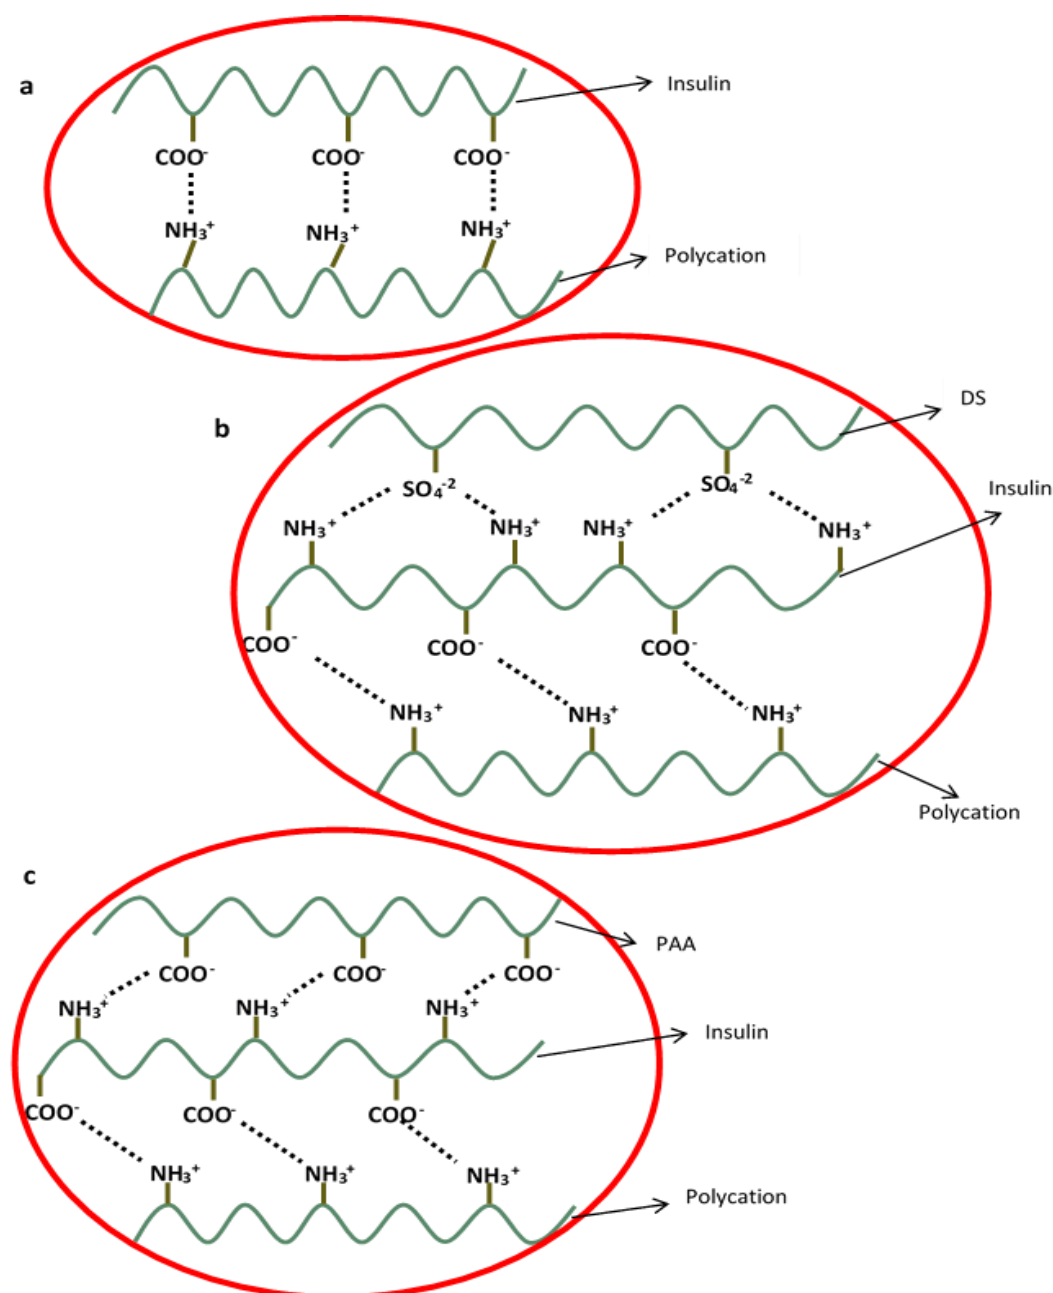 a
Insulin
COO⁻ COO⁻ COO⁻
NH₃⁺ NH₃⁺ NH₃⁺
Polycation
b
DS
SO₄⁻² SO₄⁻²
Insulin
NH₃⁺ NH₃⁺ NH₃⁺ NH₃⁺
COO⁻ COO⁻ COO⁻
NH₃⁺ NH₃⁺ NH₃⁺
Polycation
c
PAA
COO⁻ COO⁻ COO⁻
NH₃⁺ NH₃⁺ NH₃⁺
Insulin
COO⁻ COO⁻ COO⁻
NH₃⁺ NH₃⁺ NH₃⁺
Polycation